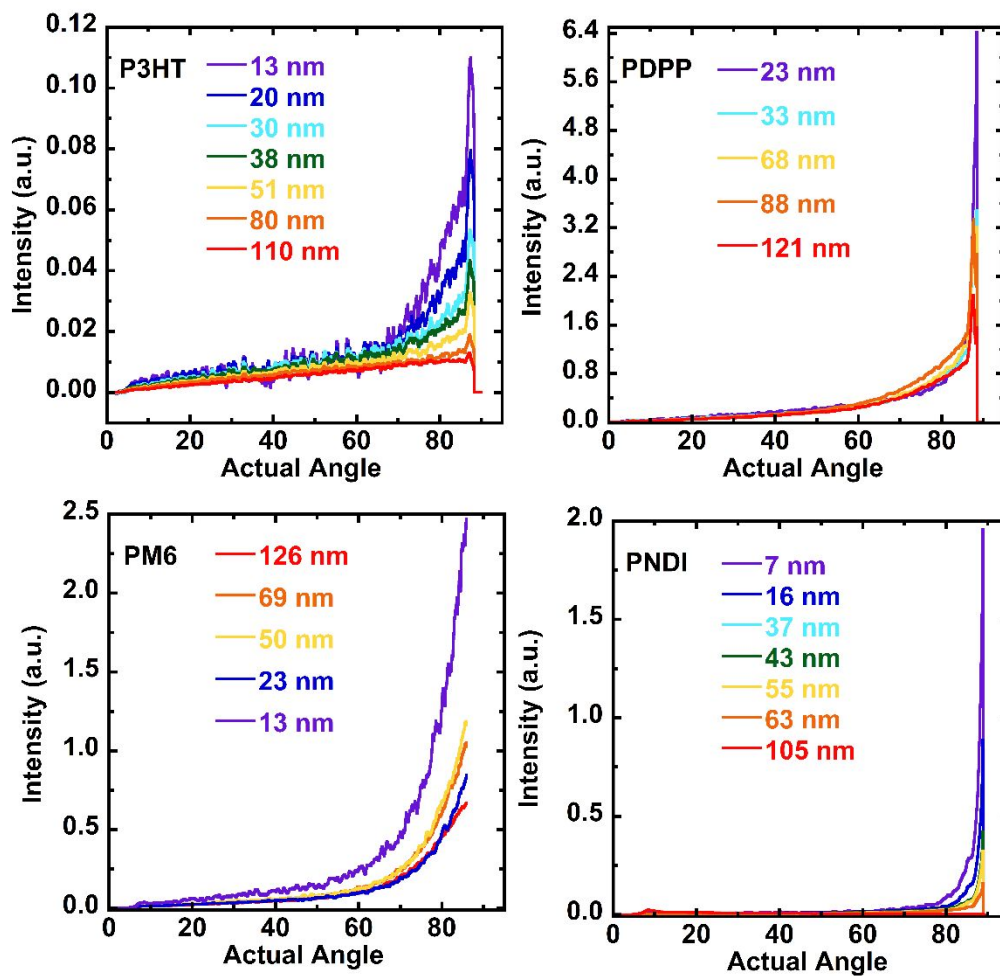 P3HT
13 nm
20 nm
30 nm
38 nm
51 nm
80 nm
110 nm
0.12
0.10
0.08
0.06
0.04
0.02
0.00
Intensity (a.u.)
0 20 40 60 80
Actual Angle
PDPP
23 nm
33 nm
68 nm
88 nm
121 nm
6.4
5.6
4.8
4.0
3.2
2.4
1.6
0.8
0.0
Intensity (a.u.)
0 20 40 60 80
Actual Angle
PM6
126 nm
69 nm
50 nm
23 nm
13 nm
2.5
2.0
1.5
1.0
0.5
0.0
Intensity (a.u.)
0 20 40 60 80
Actual Angle
PNDI
7 nm
16 nm
37 nm
43 nm
55 nm
63 nm
105 nm
2.0
1.5
1.0
0.5
0.0
Intensity (a.u.)
0 20 40 60 80
Actual Angle